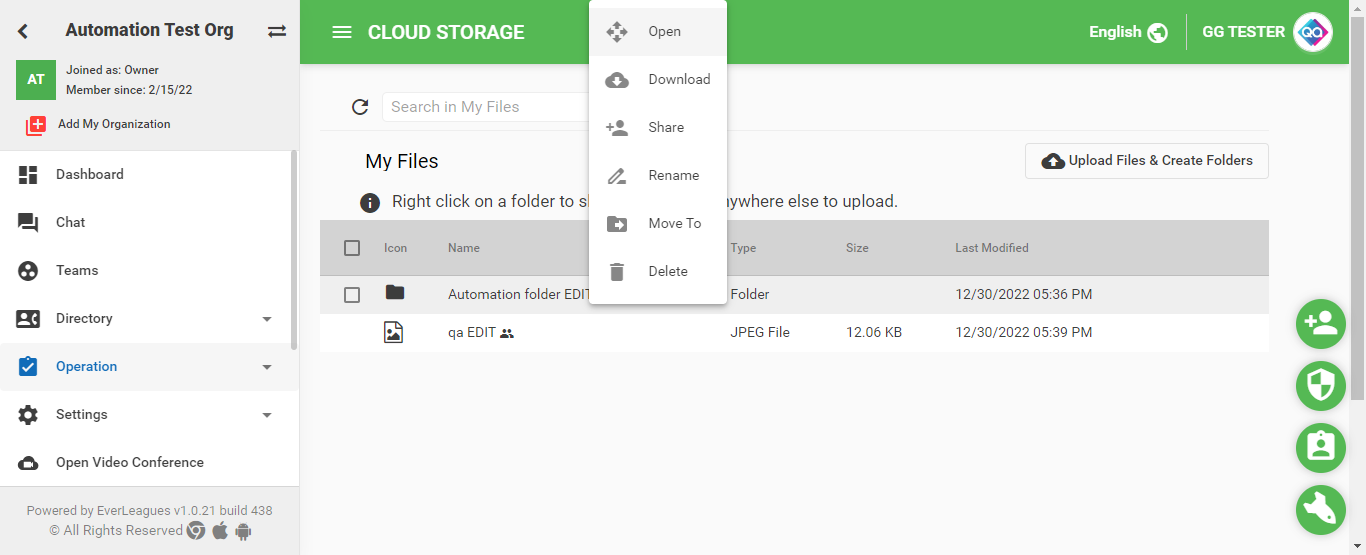 Automation Test Org
AT
Joined as: Owner
Member since: 2/15/22
Add My Organization
Dashboard
Chat
Teams
Directory
Operation
Settings
Open Video Conference
Powered by EverLeagues v1.0.21 build 438
© All Rights Reserved
CLOUD STORAGE
English
GG TESTER
QA
Search in My Files
My Files
Upload Files & Create Folders
Right click on a folder to
anywhere else to upload.
Icon Name Type Size Last Modified
Automation folder EDIT Folder 12/30/2022 05:36 PM
qa EDIT JPEG File 12.06 KB 12/30/2022 05:39 PM
Open
Download
Share
Rename
Move To
Delete